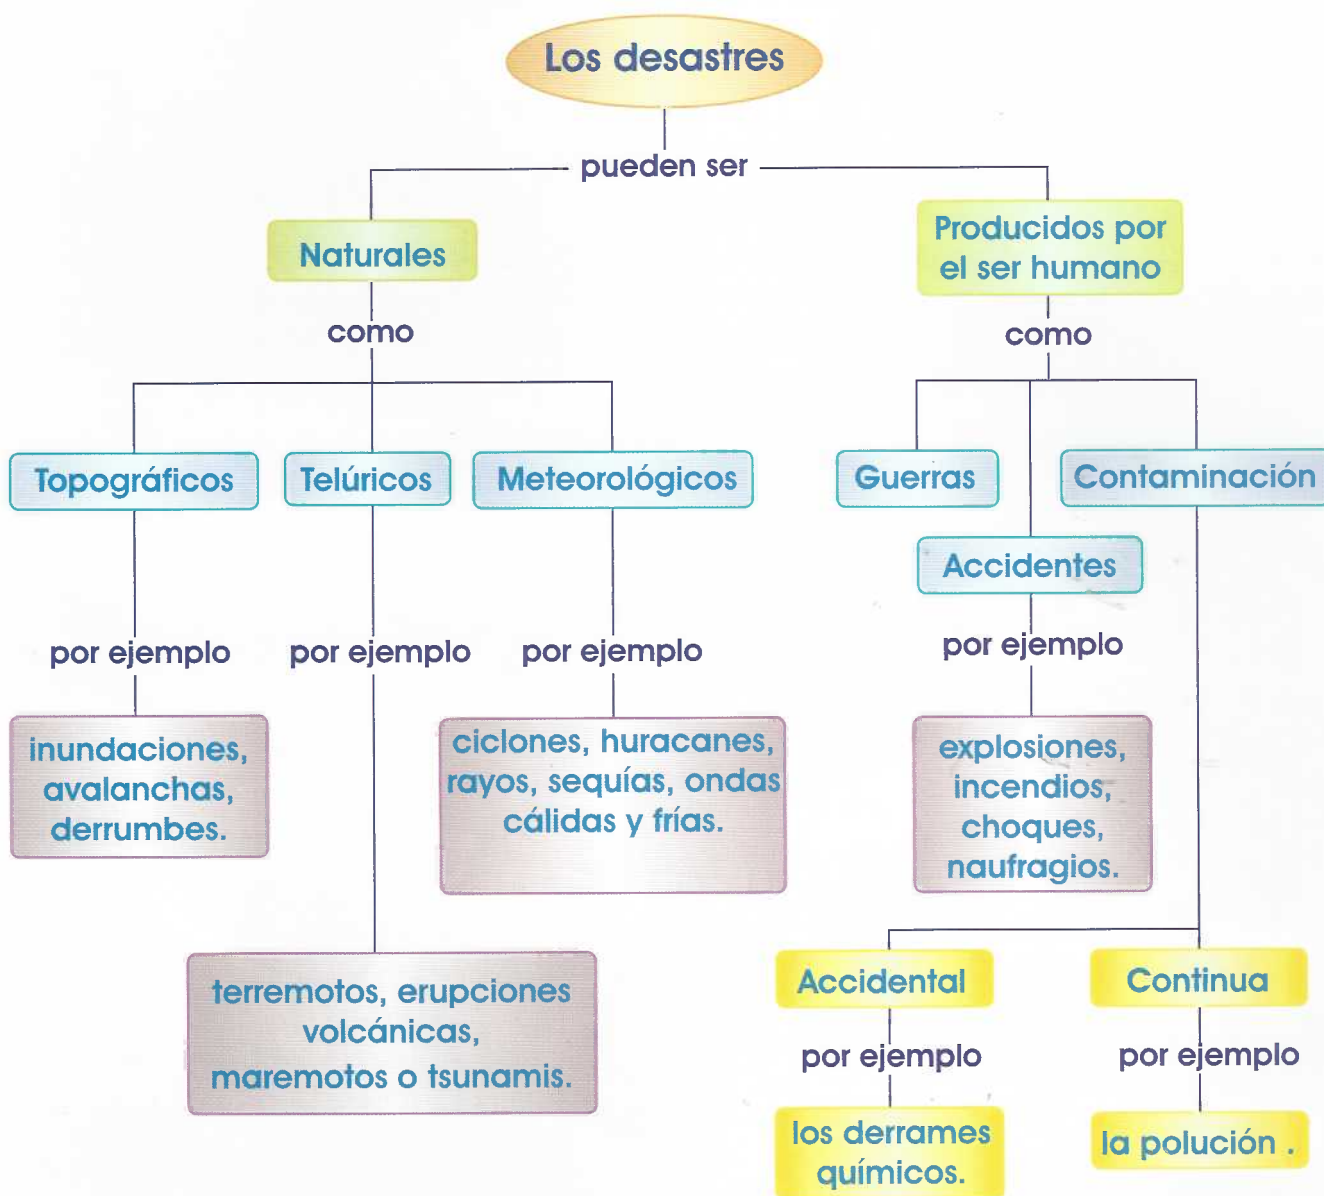 Los desastres
pueden ser
Naturales
Producidos por
el ser humano
como
como
Topográficos
Telúricos
Meteorológicos
Guerras
Contaminación
Accidentes
por ejemplo
por ejemplo
por ejemplo
por ejemplo
inundaciones,
avalanchas,
derrumbes.
ciclones, huracanes,
rayos, sequías, ondas
cálidas y frías.
explosiones,
incendios,
choques,
naufragios.
terremotos, erupciones
volcánicas,
maremotos o tsunamis.
Accidental
Continua
por ejemplo
por ejemplo
los derrames
químicos.
la polución .